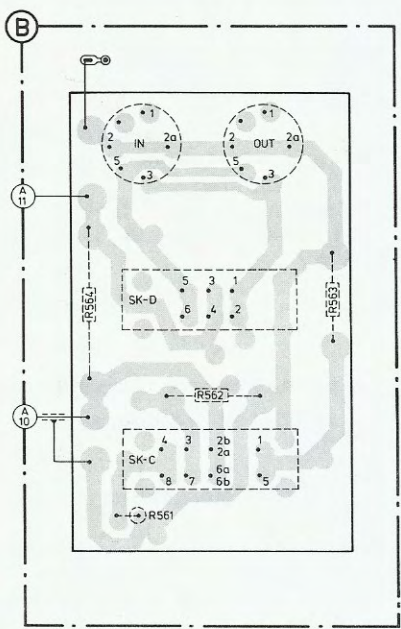 B
1 1
2 IN 2a 2 OUT 2a
5 3 5 3
A 11
5 3 1
SK-D
6 4 2
R564
R563
R562
A 10
4 3 2b 1
2a
SK-C
6a
8 7 6b 5
R561